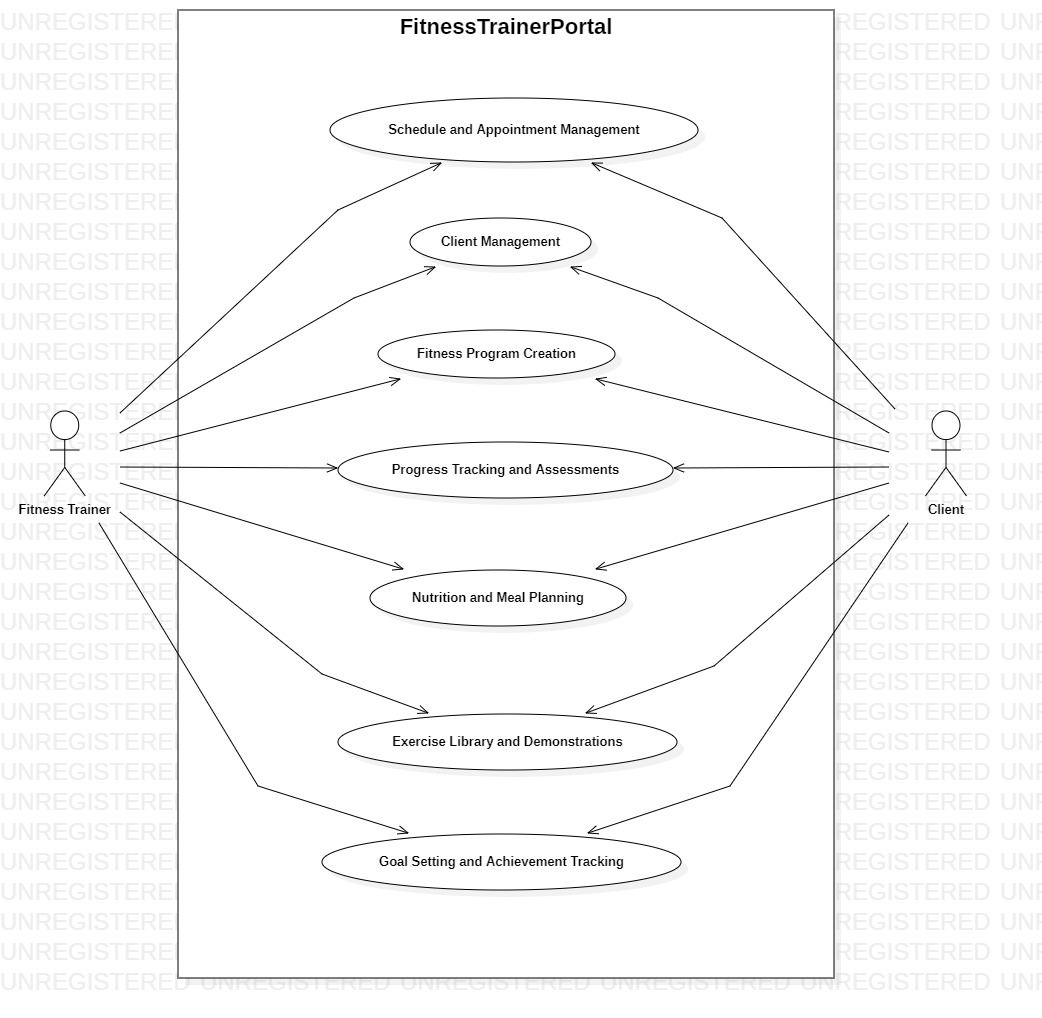 FitnessTrainerPortal
Schedule and Appointment Management
Client Management
Fitness Program Creation
Progress Tracking and Assessments
Fitness Trainer
Client
Nutrition and Meal Planning
Exercise Library and Demonstrations
Goal Setting and Achievement Tracking
UNREGISTERED UNREGISTERED UNREGISTERED UNREGISTERED UNREGISTERED